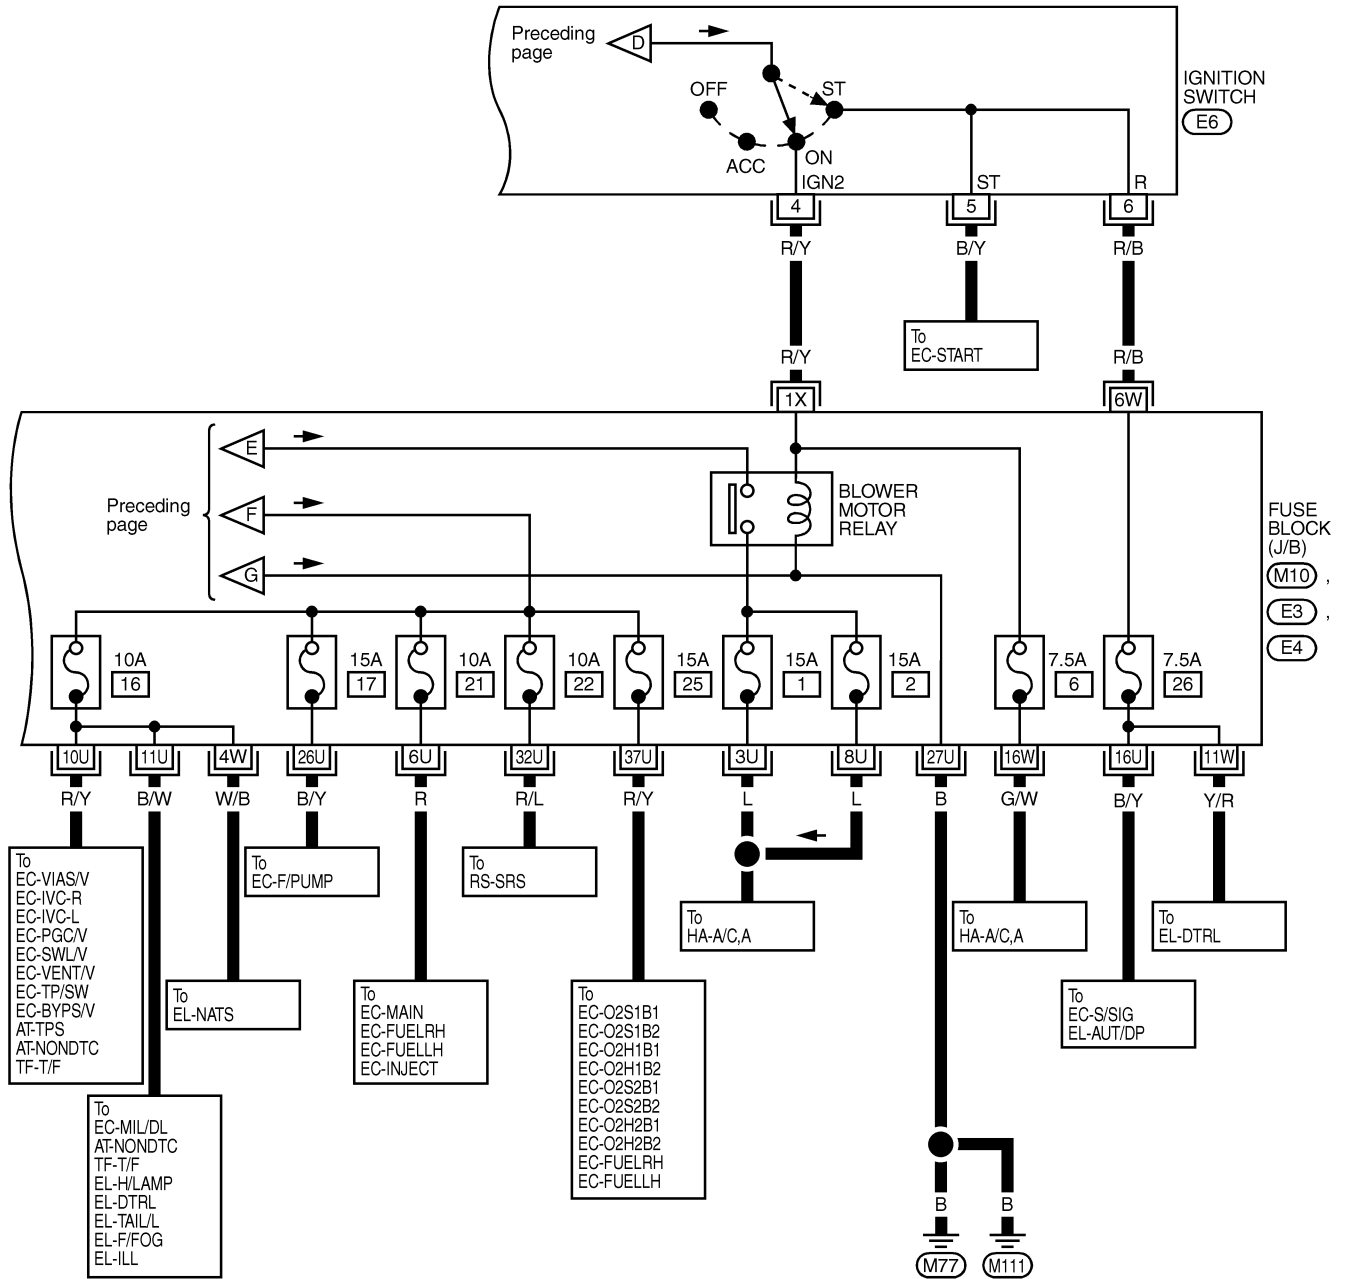 Preceding
page
D
OFF
ST
ACC
ON
IGN2
ST
R
IGNITION
SWITCH
E6
4
5
6
R/Y
B/Y
R/B
To
EC-START
R/Y
R/B
1X
6W
Preceding
page
E
F
G
BLOWER
MOTOR
RELAY
FUSE
BLOCK
(J/B)
M10 ,
E3 ,
E4
10A
16
15A
17
10A
21
10A
22
15A
25
15A
1
15A
2
7.5A
6
7.5A
26
10U
11U
4W
26U
6U
32U
37U
3U
8U
27U
16W
16U
11W
R/Y
B/W
W/B
B/Y
R
R/L
R/Y
L
L
B
G/W
B/Y
Y/R
To
EC-VIAS/V
EC-IVC-R
EC-IVC-L
EC-PGC/V
EC-SWL/V
EC-VENT/V
EC-TP/SW
EC-BYPS/V
AT-TPS
AT-NONDTC
TF-T/F
To
EC-F/PUMP
To
RS-SRS
To
HA-A/C,A
To
HA-A/C,A
To
EL-DTRL
To
EL-NATS
To
EC-MAIN
EC-FUELRH
EC-FUELLH
EC-INJECT
To
EC-O2S1B1
EC-O2S1B2
EC-O2H1B1
EC-O2H1B2
EC-O2S2B1
EC-O2S2B2
EC-O2H2B1
EC-O2H2B2
EC-FUELRH
EC-FUELLH
To
EC-S/SIG
EL-AUT/DP
To
EC-MIL/DL
AT-NONDTC
TF-T/F
EL-H/LAMP
EL-DTRL
EL-TAIL/L
EL-F/FOG
EL-ILL
B
B
M77
M111